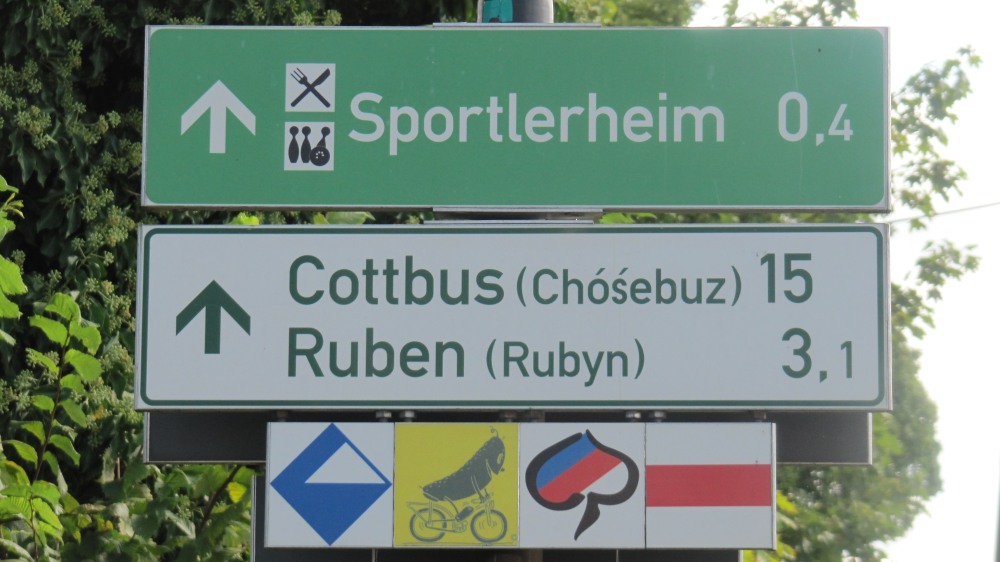 Sportlerheim 0,4
Cottbus (Chóśebuz) 15
Ruben (Rubyn) 3,1